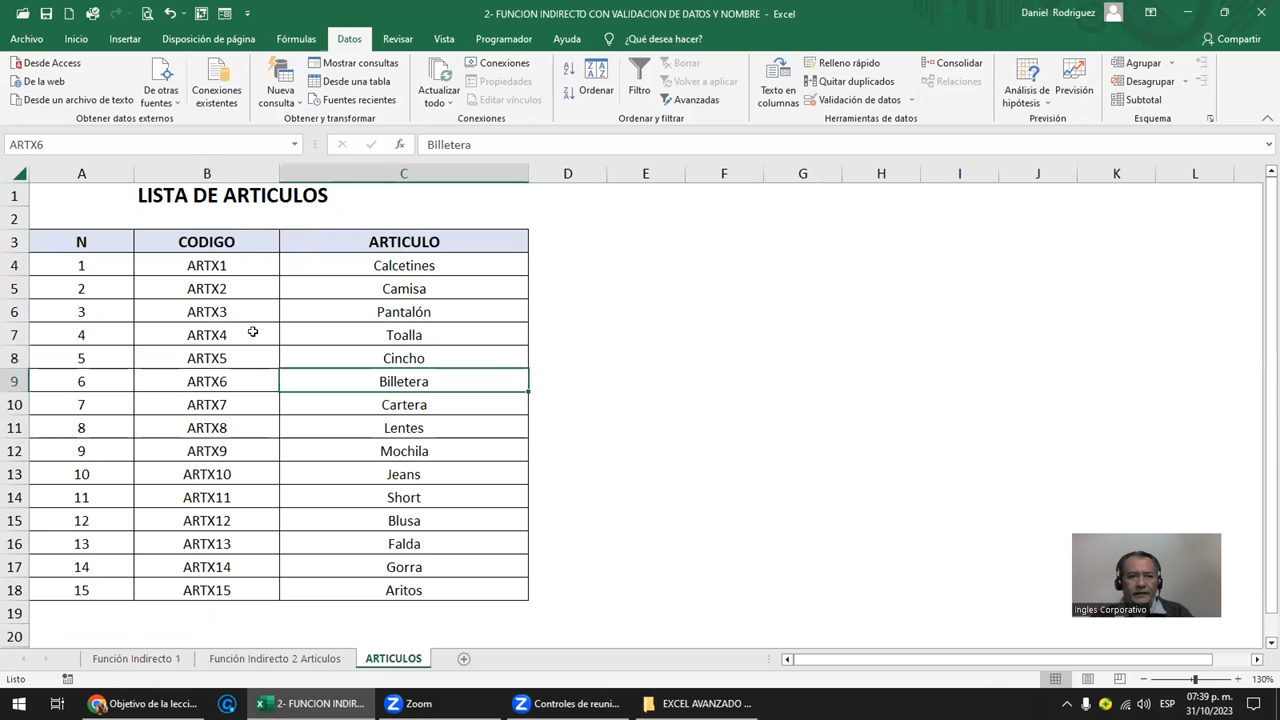 2- FUNCION INDIRECTO CON VALIDACION DE DATOS Y NOMBRE - Excel
Daniel Rodriguez
Archivo Inicio Insertar Disposición de página Fórmulas Datos Revisar Vista Programador Ayuda ¿Qué desea hacer? Compartir
Desde Access
De la web
Desde un archivo de texto
De otras fuentes
Conexiones existentes
Obtener datos externos
Nueva consulta
Mostrar consultas
Desde una tabla
Fuentes recientes
Obtener y transformar
Actualizar todo
Conexiones
Propiedades
Editar vínculos
Conexiones
Ordenar
Filtro
Borrar
Volver a aplicar
Avanzadas
Ordenar y filtrar
Texto en columnas
Relleno rápido
Quitar duplicados
Validación de datos
Consolidar
Relaciones
Herramientas de datos
Análisis de hipótesis
Previsión
Previsión
Agrupar
Desagrupar
Subtotal
Esquema
ARTX6 fx Billetera
A B C D E F G H I J K L
1 LISTA DE ARTICULOS
2
3 N CODIGO ARTICULO
4 1 ARTX1 Calcetines
5 2 ARTX2 Camisa
6 3 ARTX3 Pantalón
7 4 ARTX4 Toalla
8 5 ARTX5 Cincho
9 6 ARTX6 Billetera
10 7 ARTX7 Cartera
11 8 ARTX8 Lentes
12 9 ARTX9 Mochila
13 10 ARTX10 Jeans
14 11 ARTX11 Short
15 12 ARTX12 Blusa
16 13 ARTX13 Falda
17 14 ARTX14 Gorra
18 15 ARTX15 Aritos
19
20
Ingles Corporativo
Función Indirecto 1 Función Indirecto 2 Articulos ARTICULOS
Listo 130%
Objetivo de la lecci... 2- FUNCION INDIR... Zoom Controles de reuni... EXCEL AVANZADO ... ESP 07:39 p. m.
31/10/2023